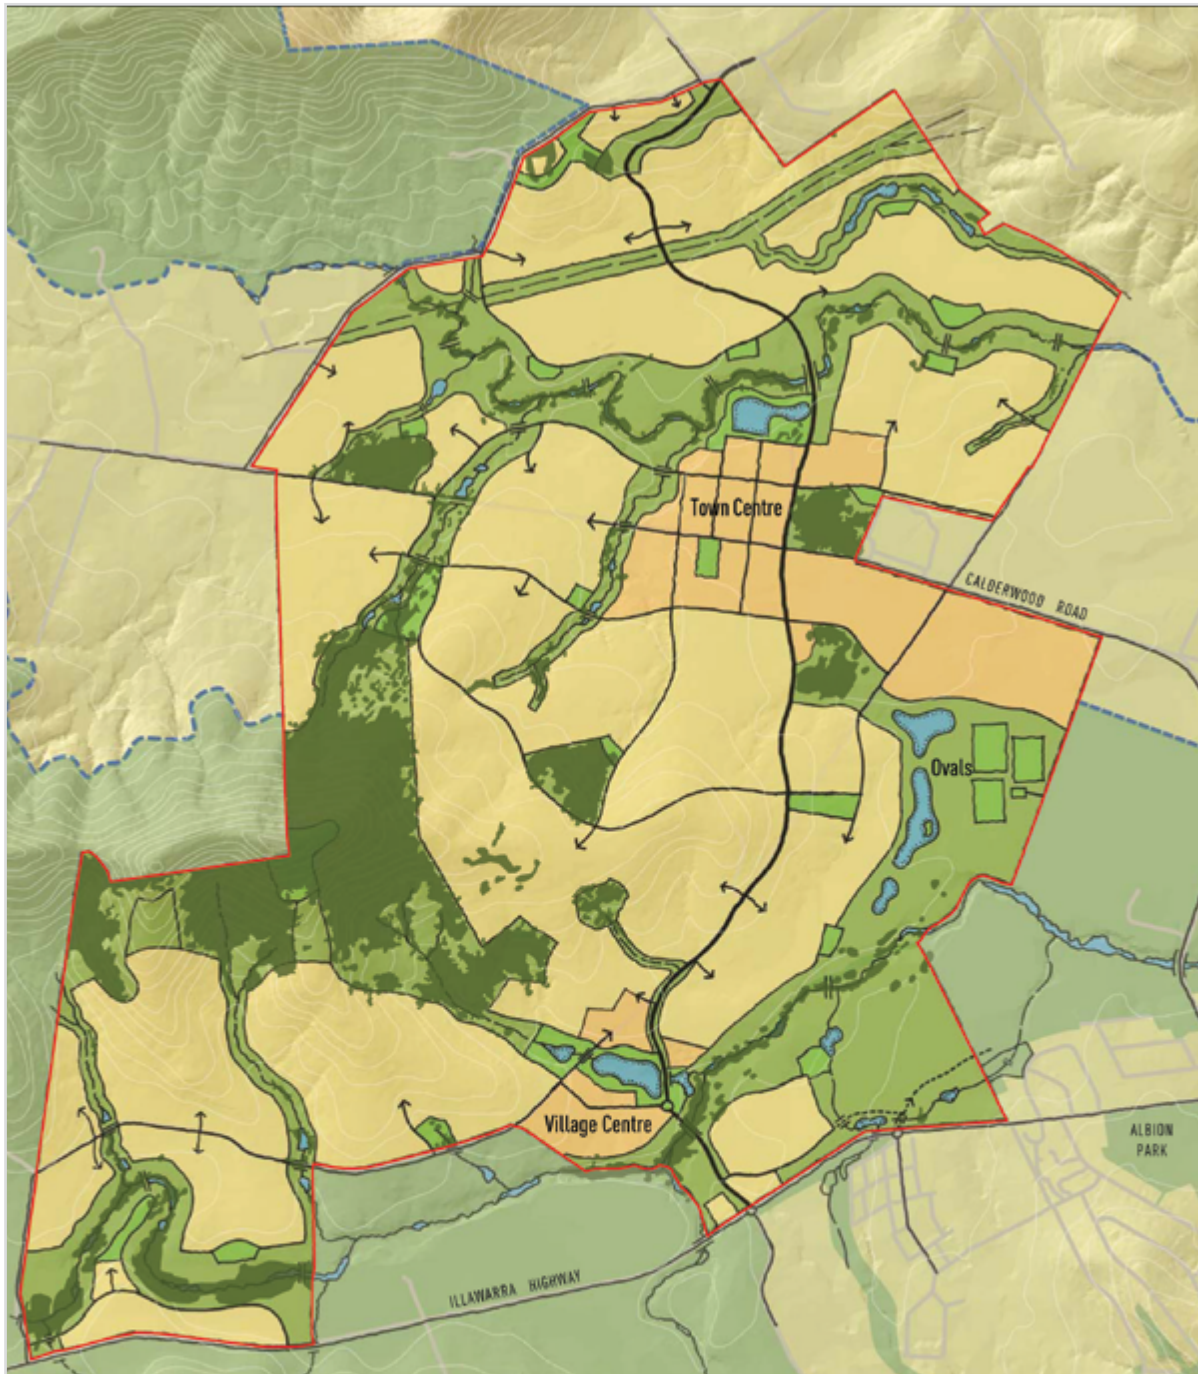 Town Centre
CALDERWOOD ROAD
Ovals
Village Centre
ALBION
PARK
ILLAWARRA HIGHWAY